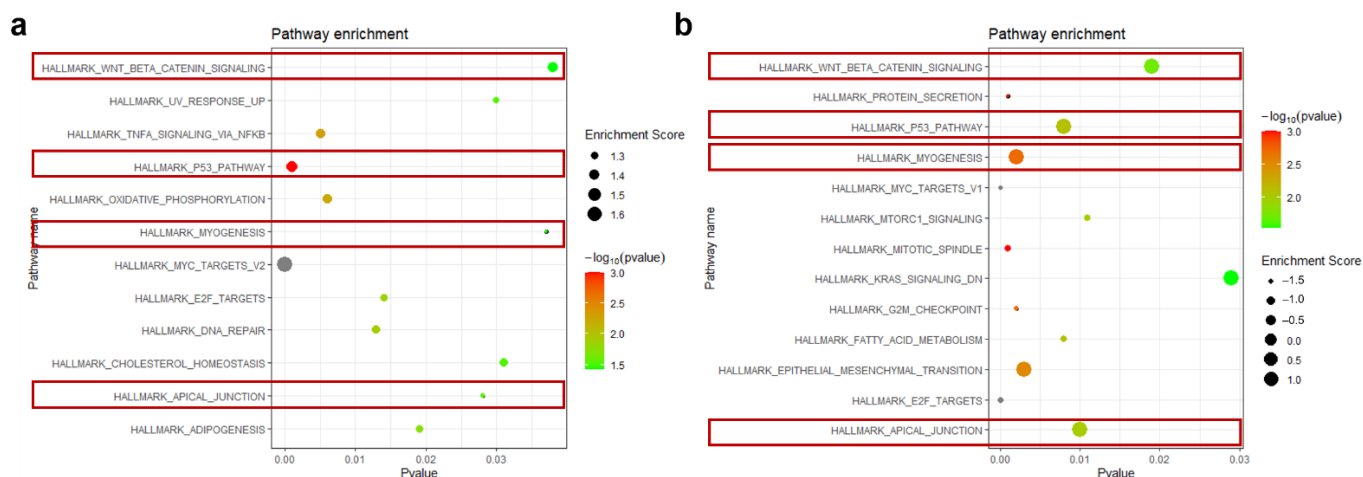 a
Pathway enrichment
Pathway name
HALLMARK_WNT_BETA_CATENIN_SIGNALING
HALLMARK_UV_RESPONSE_UP
HALLMARK_TNFA_SIGNALING_VIA_NFKB
HALLMARK_P53_PATHWAY
HALLMARK_OXIDATIVE_PHOSPHORYLATION
HALLMARK_MYOGENESIS
HALLMARK_MYC_TARGETS_V2
HALLMARK_E2F_TARGETS
HALLMARK_DNA_REPAIR
HALLMARK_CHOLESTEROL_HOMEOSTASIS
HALLMARK_APICAL_JUNCTION
HALLMARK_ADIPOGENESIS
0.00 0.01 0.02 0.03
Pvalue
Enrichment Score
1.3
1.4
1.5
1.6
−log10(pvalue)
3.0
2.5
2.0
1.5
b
Pathway enrichment
Pathway name
HALLMARK_WNT_BETA_CATENIN_SIGNALING
HALLMARK_PROTEIN_SECRETION
HALLMARK_P53_PATHWAY
HALLMARK_MYOGENESIS
HALLMARK_MYC_TARGETS_V1
HALLMARK_MTORC1_SIGNALING
HALLMARK_MITOTIC_SPINDLE
HALLMARK_KRAS_SIGNALING_DN
HALLMARK_G2M_CHECKPOINT
HALLMARK_FATTY_ACID_METABOLISM
HALLMARK_EPITHELIAL_MESENCHYMAL_TRANSITION
HALLMARK_E2F_TARGETS
HALLMARK_APICAL_JUNCTION
0.00 0.01 0.02 0.03
Pvalue
−log10(pvalue)
3.0
2.5
2.0
Enrichment Score
−1.5
−1.0
−0.5
0.0
0.5
1.0